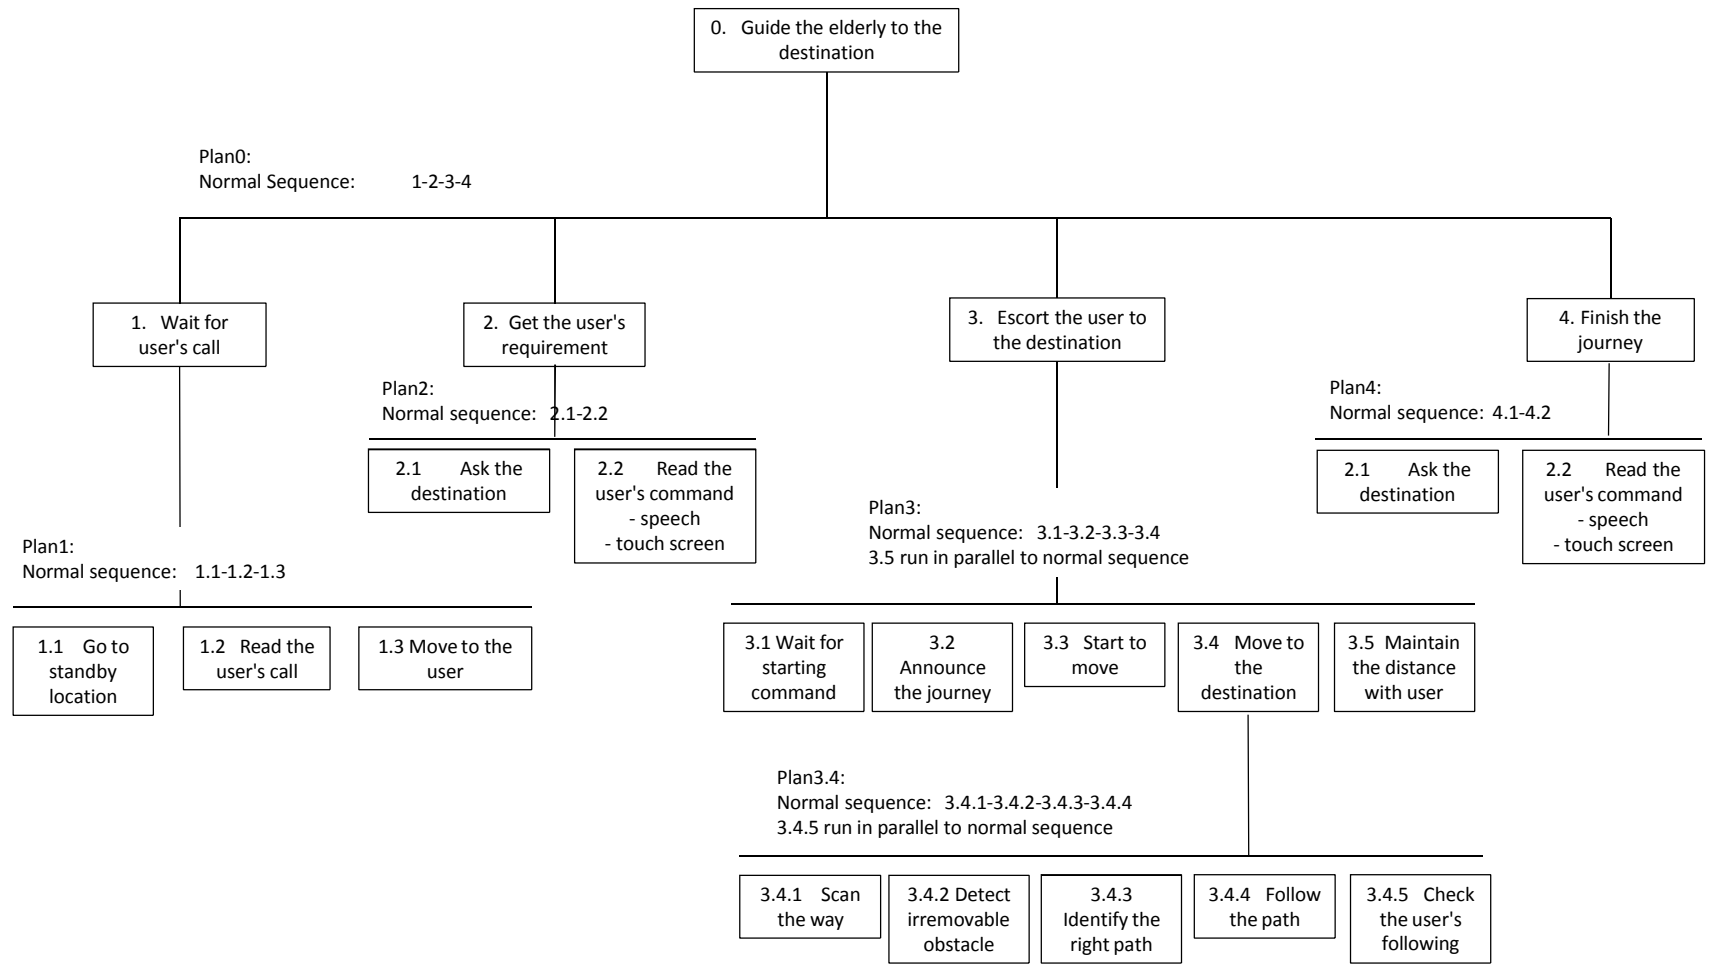 0. Guide the elderly to the
destination
Plan0:
Normal Sequence: 1-2-3-4
1. Wait for
user's call
2. Get the user's
requirement
3. Escort the user to
the destination
4. Finish the
journey
Plan2:
Normal sequence: 2.1-2.2
Plan4:
Normal sequence: 4.1-4.2
2.1 Ask the
destination
2.2 Read the
user's command
- speech
- touch screen
2.1 Ask the
destination
2.2 Read the
user's command
- speech
- touch screen
Plan3:
Normal sequence: 3.1-3.2-3.3-3.4
3.5 run in parallel to normal sequence
Plan1:
Normal sequence: 1.1-1.2-1.3
1.1 Go to
standby
location
1.2 Read the
user's call
1.3 Move to the
user
3.1 Wait for
starting
command
3.2
Announce
the journey
3.3 Start to
move
3.4 Move to
the
destination
3.5 Maintain
the distance
with user
Plan3.4:
Normal sequence: 3.4.1-3.4.2-3.4.3-3.4.4
3.4.5 run in parallel to normal sequence
3.4.1 Scan
the way
3.4.2 Detect
irremovable
obstacle
3.4.3
Identify the
right path
3.4.4 Follow
the path
3.4.5 Check
the user's
following